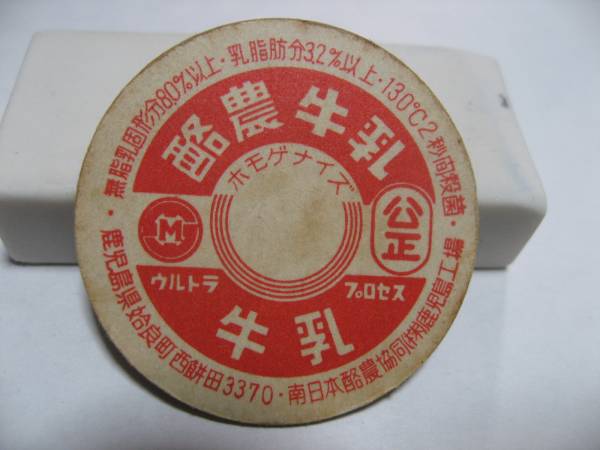 無脂乳固形分8.0%以上・乳脂肪分3.2%以上・130℃2秒間殺菌・
酪農牛乳
ホモゲナイズ
M
公正
ウルトラ
プロセス
牛乳
鹿児島県姶良町西餅田3370・南日本酪農協同(株)鹿児島工場